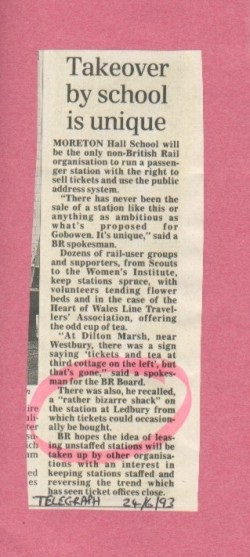 Takeover
by school
is unique
MORETON Hall School will
be the only non-British Rail
organisation to run a passen-
ger station with the right to
sell tickets and use the public
address system.
"There has never been the
sale of a station like this or
anything as ambitious as
what's proposed for
Gobowen. It's unique," said a
BR spokesman.
Dozens of rail-user groups
and supporters, from Scouts
to the Women's Institute,
keep stations spruce, with
volunteers tending flower
beds and in the case of the
Heart of Wales Line Travel-
lers' Association, offering
the odd cup of tea.
"At Dilton Marsh, near
Westbury, there was a sign
saying 'tickets and tea at
third cottage on the left', but
that's gone," said a spokes-
man for the BR Board.
There was also, he recalled,
a "rather bizarre shack" on
the station at Ledbury from
which tickets could occasion-
ally be bought.
BR hopes the idea of leas-
ing unstaffed stations will be
taken up by other organisa-
tions with an interest in
keeping stations staffed and
reversing the trend which
has seen ticket offices close.
TELEGRAPH 24/6/93